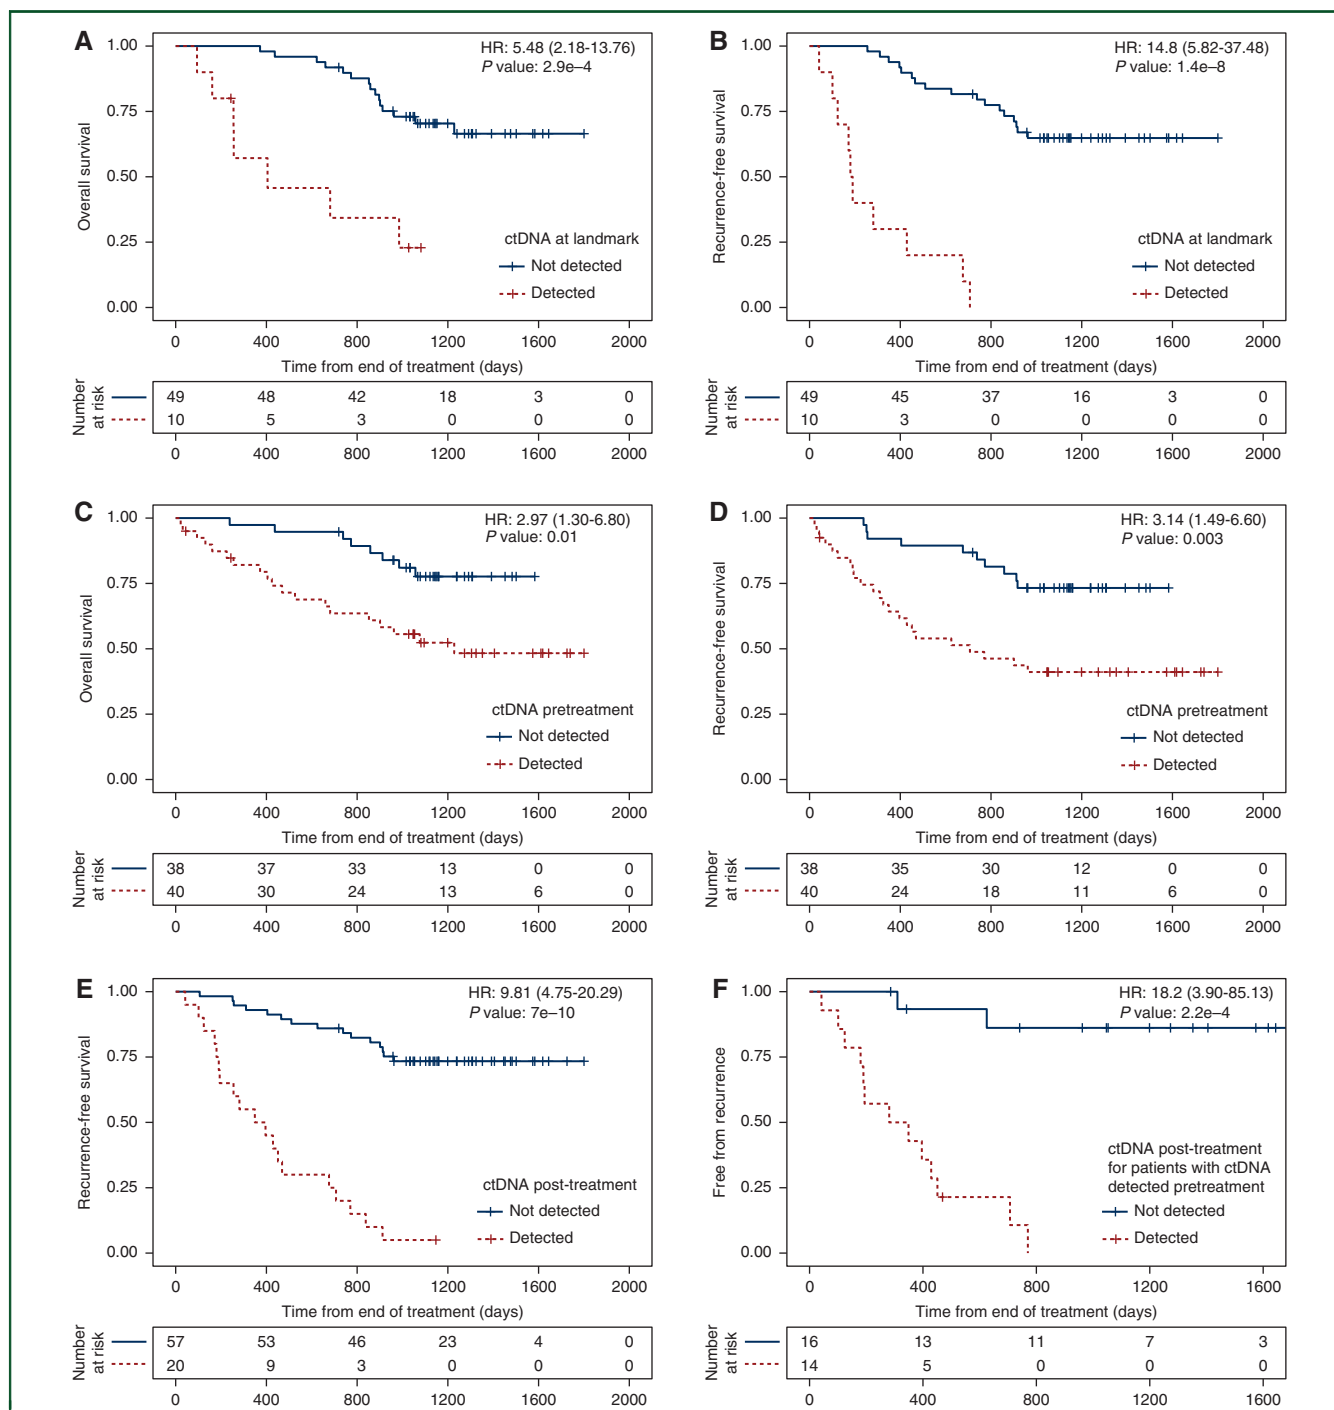 A
1.00
0.75
0.50
0.25
0.00
Overall survival
HR: 5.48 (2.18-13.76)
P value: 2.9e–4
ctDNA at landmark
Not detected
Detected
0 400 800 1200 1600 2000
Time from end of treatment (days)
Number
at risk
49 48 42 18 3 0
10 5 3 0 0 0
0 400 800 1200 1600 2000
B
1.00
0.75
0.50
0.25
0.00
Recurrence-free survival
HR: 14.8 (5.82-37.48)
P value: 1.4e–8
ctDNA at landmark
Not detected
Detected
0 400 800 1200 1600 2000
Time from end of treatment (days)
Number
at risk
49 45 37 16 3 0
10 3 0 0 0 0
0 400 800 1200 1600 2000
C
1.00
0.75
0.50
0.25
0.00
Overall survival
HR: 2.97 (1.30-6.80)
P value: 0.01
ctDNA pretreatment
Not detected
Detected
0 400 800 1200 1600 2000
Time from end of treatment (days)
Number
at risk
38 37 33 13 0 0
40 30 24 13 6 0
0 400 800 1200 1600 2000
D
1.00
0.75
0.50
0.25
0.00
Recurrence-free survival
HR: 3.14 (1.49-6.60)
P value: 0.003
ctDNA pretreatment
Not detected
Detected
0 400 800 1200 1600 2000
Time from end of treatment (days)
Number
at risk
38 35 30 12 0 0
40 24 18 11 6 0
0 400 800 1200 1600 2000
E
1.00
0.75
0.50
0.25
0.00
Recurrence-free survival
HR: 9.81 (4.75-20.29)
P value: 7e–10
ctDNA post-treatment
Not detected
Detected
0 400 800 1200 1600 2000
Time from end of treatment (days)
Number
at risk
57 53 46 23 4 0
20 9 3 0 0 0
0 400 800 1200 1600 2000
F
1.00
0.75
0.50
0.25
0.00
Free from recurrence
HR: 18.2 (3.90-85.13)
P value: 2.2e–4
ctDNA post-treatment
for patients with ctDNA
detected pretreatment
Not detected
Detected
0 400 800 1200 1600
Time from end of treatment (days)
Number
at risk
16 13 11 7 3
14 5 0 0 0
0 400 800 1200 1600